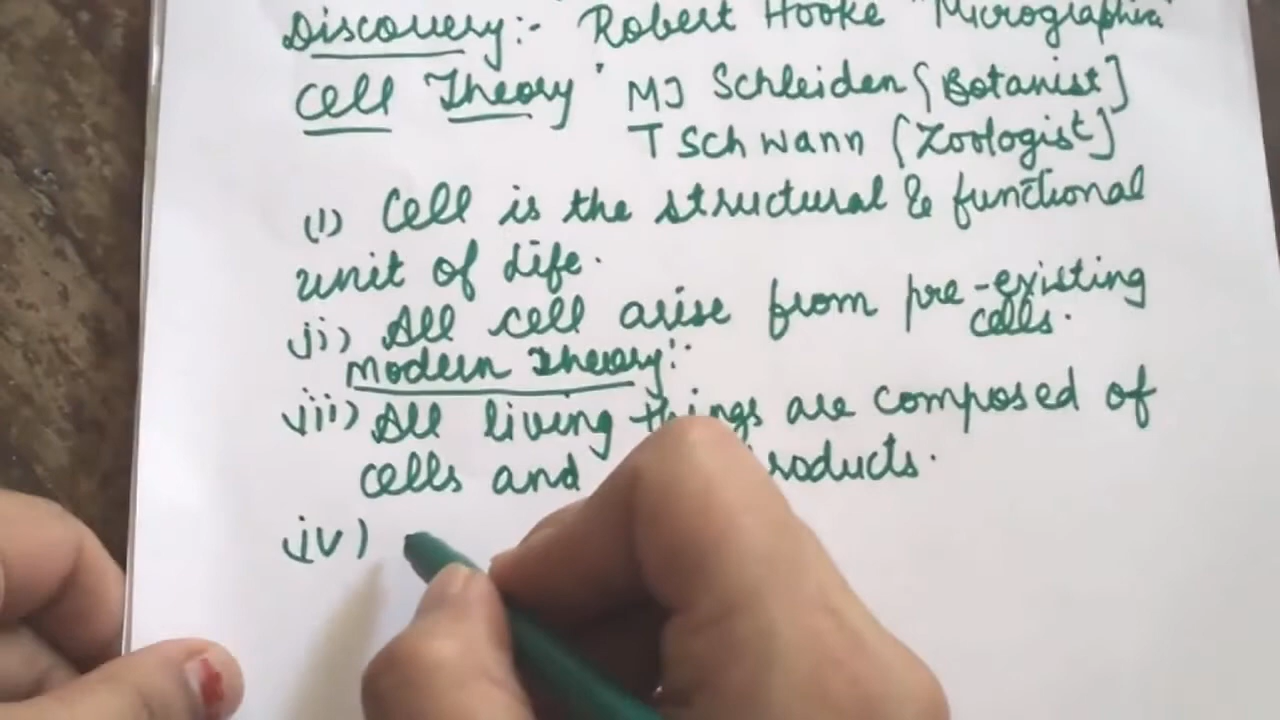 Discovery:- Robert Hooke "Micrographia"
Cell Theory MJ Schleiden [Botanist]
T Schwann [Zoologist]
(i) Cell is the structural & functional
unit of life.
ii) All cell arise from pre-existing
cells.
Modern Theory:
iii) All living things are composed of
cells and roducts.
iv)